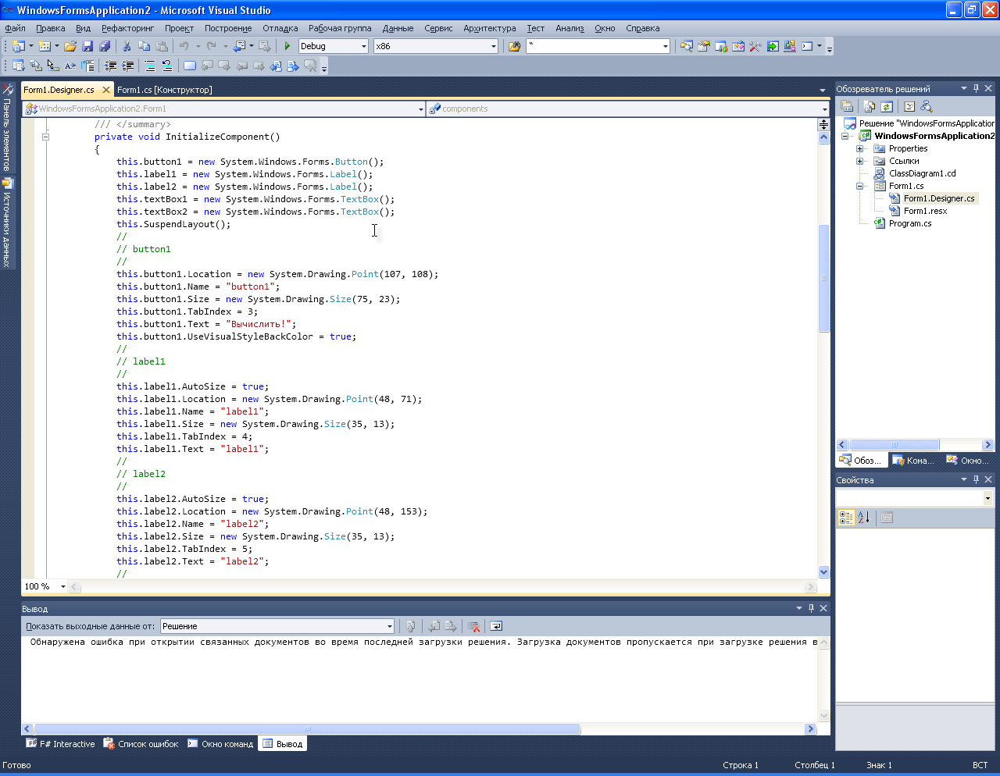 WindowsFormsApplication2 - Microsoft Visual Studio
Файл Правка Вид Рефакторинг Проект Построение Отладка Рабочая группа Данные Сервис Архитектура Тест Анализ Окно Справка
Debug x86 "
Панель элементов
Источники данных
Form1.Designer.cs Form1.cs [Конструктор]
WindowsFormsApplication2.Form1 components
/// </summary>
private void InitializeComponent()
{
this.button1 = new System.Windows.Forms.Button();
this.label1 = new System.Windows.Forms.Label();
this.label2 = new System.Windows.Forms.Label();
this.textBox1 = new System.Windows.Forms.TextBox();
this.textBox2 = new System.Windows.Forms.TextBox();
this.SuspendLayout();
//
// button1
//
this.button1.Location = new System.Drawing.Point(107, 108);
this.button1.Name = "button1";
this.button1.Size = new System.Drawing.Size(75, 23);
this.button1.TabIndex = 3;
this.button1.Text = "Вычислить!";
this.button1.UseVisualStyleBackColor = true;
//
// label1
//
this.label1.AutoSize = true;
this.label1.Location = new System.Drawing.Point(48, 71);
this.label1.Name = "label1";
this.label1.Size = new System.Drawing.Size(35, 13);
this.label1.TabIndex = 4;
this.label1.Text = "label1";
//
// label2
//
this.label2.AutoSize = true;
this.label2.Location = new System.Drawing.Point(48, 153);
this.label2.Name = "label2";
this.label2.Size = new System.Drawing.Size(35, 13);
this.label2.TabIndex = 5;
this.label2.Text = "label2";
//
100 %
Обозреватель решений
Решение "WindowsFormsApplication
WindowsFormsApplication2
Properties
Ссылки
ClassDiagram1.cd
Form1.cs
Form1.Designer.cs
Form1.resx
Program.cs
Обоз... Кома... Окно...
Свойства
Вывод
Показать выходные данные от: Решение
Обнаружена ошибка при открытии связанных документов во время последней загрузки решения. Загрузка документов пропускается при загрузке решения в
F# Interactive Список ошибок Окно команд Вывод
Готово Строка 1 Столбец 1 Знак 1 ВСТ